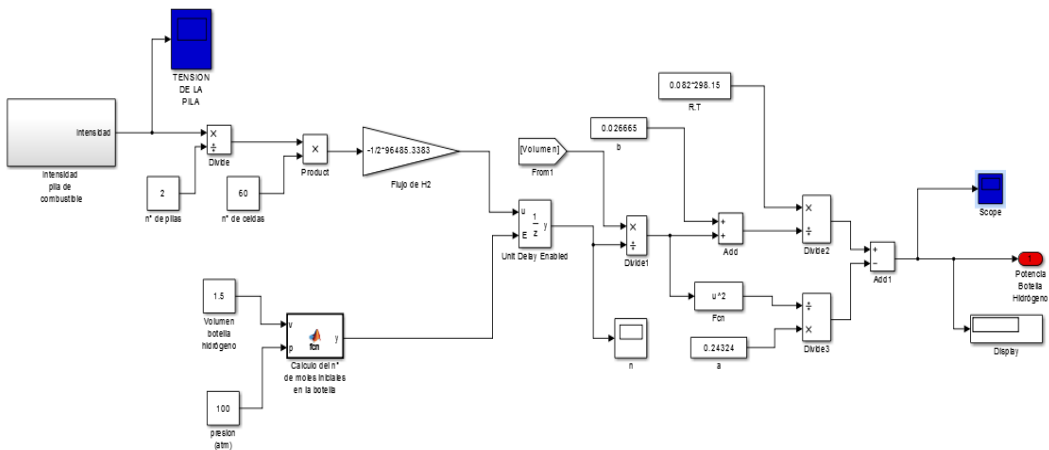 TENSION
DE LA
PILA
Intensidad
Intensidad
pila de
combustible
×
÷
Divide
2
n° de pilas
60
n° de celdas
×
Product
-1/2*96485.3383
Flujo de H2
1.5
Volumen
botella
hidrógeno
100
presion
(atm)
v
p
fcn
y
Calculo del n°
de moles iniciales
en la botella
u
E
1
z
y
Unit Delay Enabled
[Volumen]
From1
0.026665
b
0.082*298.15
R.T
×
÷
Divide1
+
+
Add
×
÷
Divide2
u^2
Fcn
0.24324
a
÷
×
Divide3
n
+
−
Add1
Scope
1
Potencia
Botella
Hidrógeno
Display